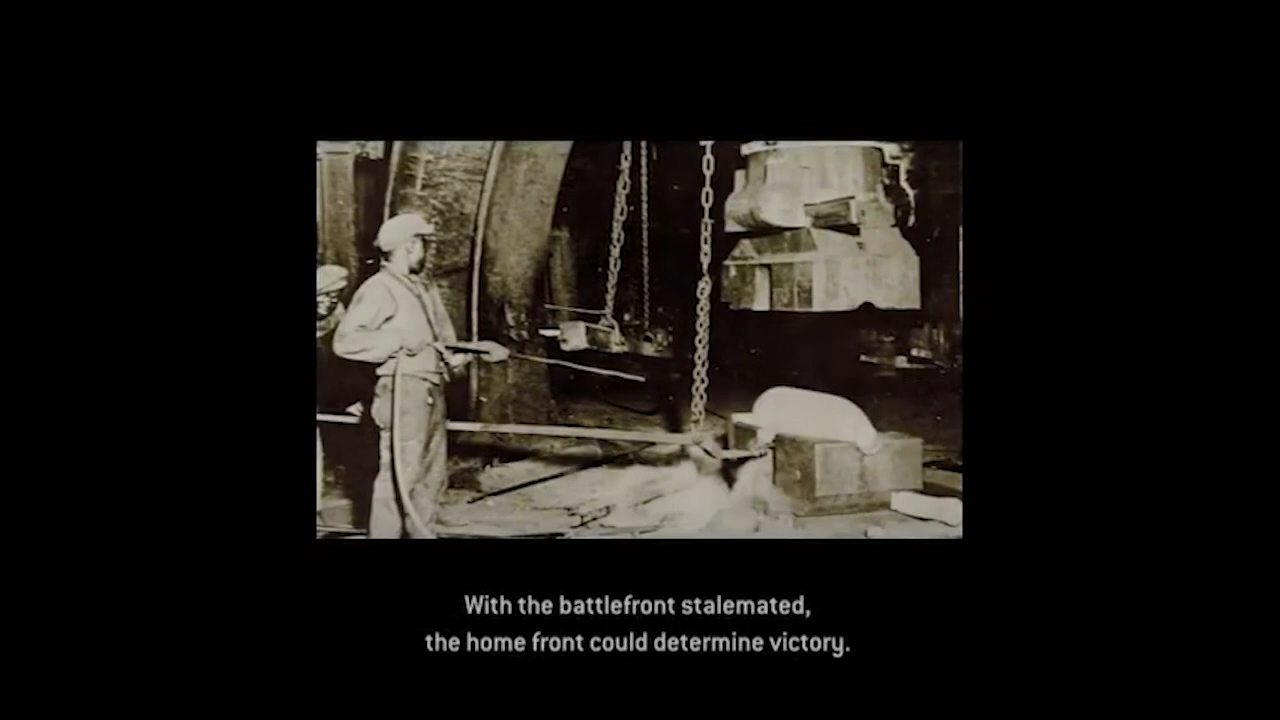 With the battlefront stalemated,
the home front could determine victory.